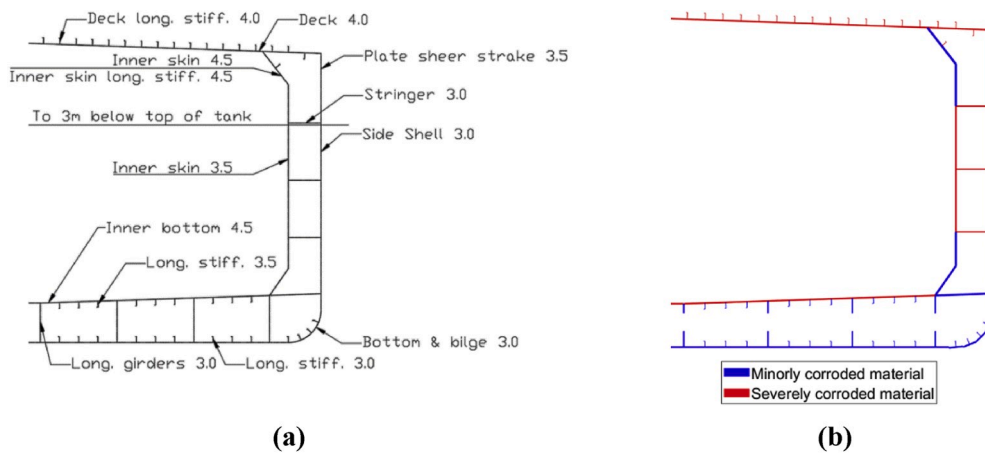 Deck long. stiff. 4.0
Deck 4.0
Inner skin 4.5
Inner skin long. stiff. 4.5
Plate sheer strake 3.5
Stringer 3.0
To 3m below top of tank
Side Shell 3.0
Inner skin 3.5
Inner bottom 4.5
Long. stiff. 3.5
Bottom & bilge 3.0
Long. girders 3.0
Long. stiff. 3.0
Minorly corroded material
Severely corroded material
(a)
(b)